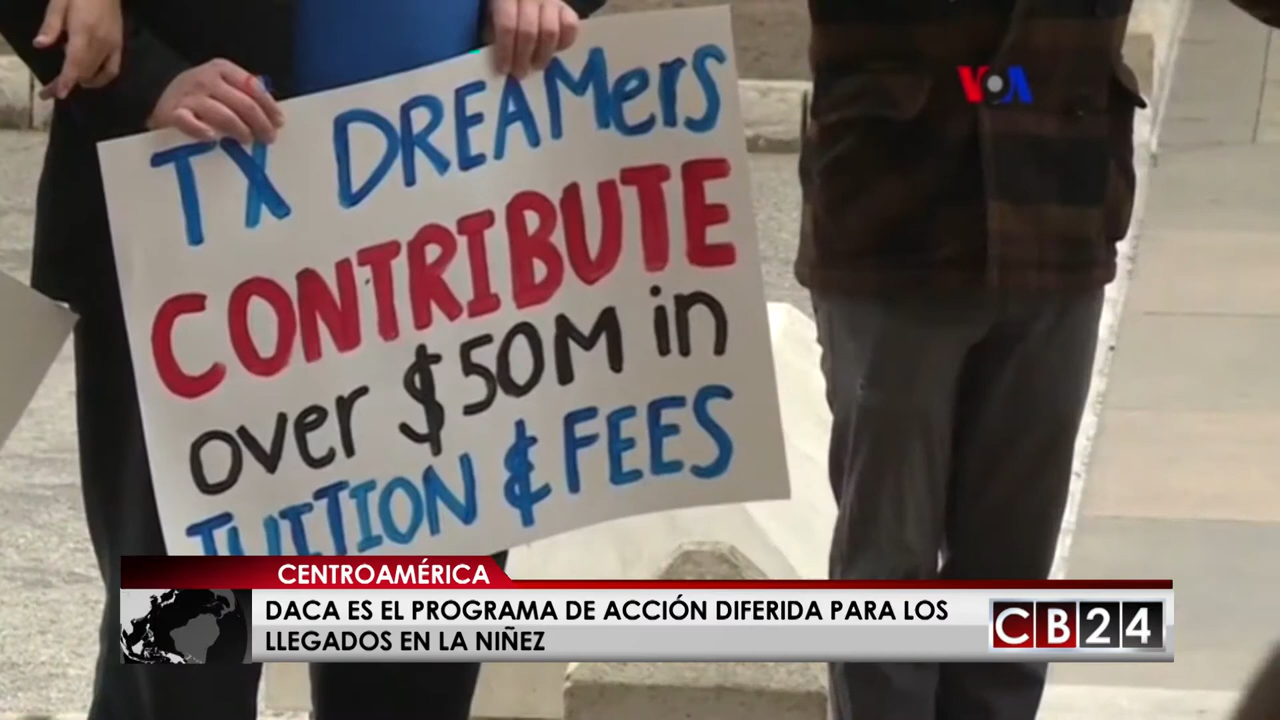 VOA
TX DREAMers
CONTRIBUTE
over $50M in
TUITION & FEES
CENTROAMÉRICA
DACA ES EL PROGRAMA DE ACCIÓN DIFERIDA PARA LOS
LLEGADOS EN LA NIÑEZ
CB24